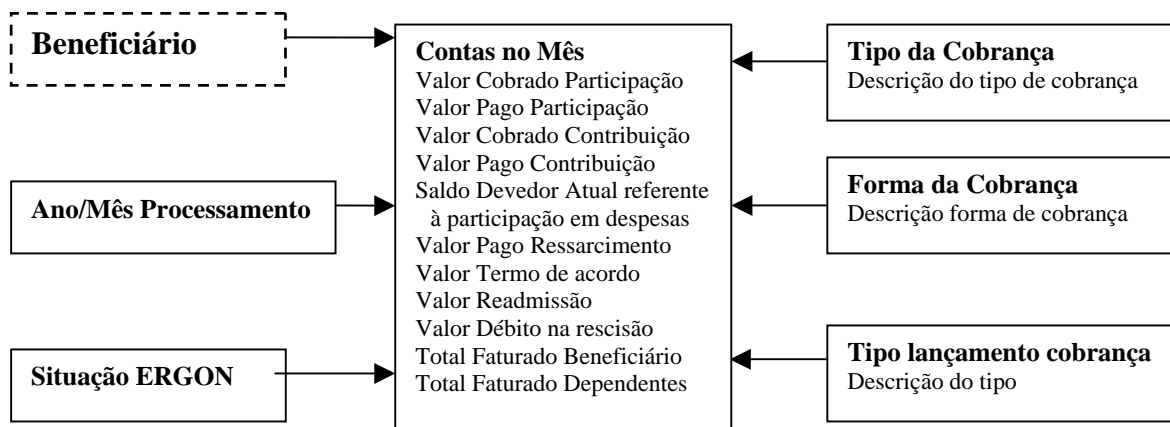 Beneficiário
Ano/Mês Processamento
Situação ERGON
Contas no Mês
Valor Cobrado Participação
Valor Pago Participação
Valor Cobrado Contribuição
Valor Pago Contribuição
Saldo Devedor Atual referente
à participação em despesas
Valor Pago Ressarcimento
Valor Termo de acordo
Valor Readmissão
Valor Débito na rescisão
Total Faturado Beneficiário
Total Faturado Dependentes
Tipo da Cobrança
Descrição do tipo de cobrança
Forma da Cobrança
Descrição forma de cobrança
Tipo lançamento cobrança
Descrição do tipo